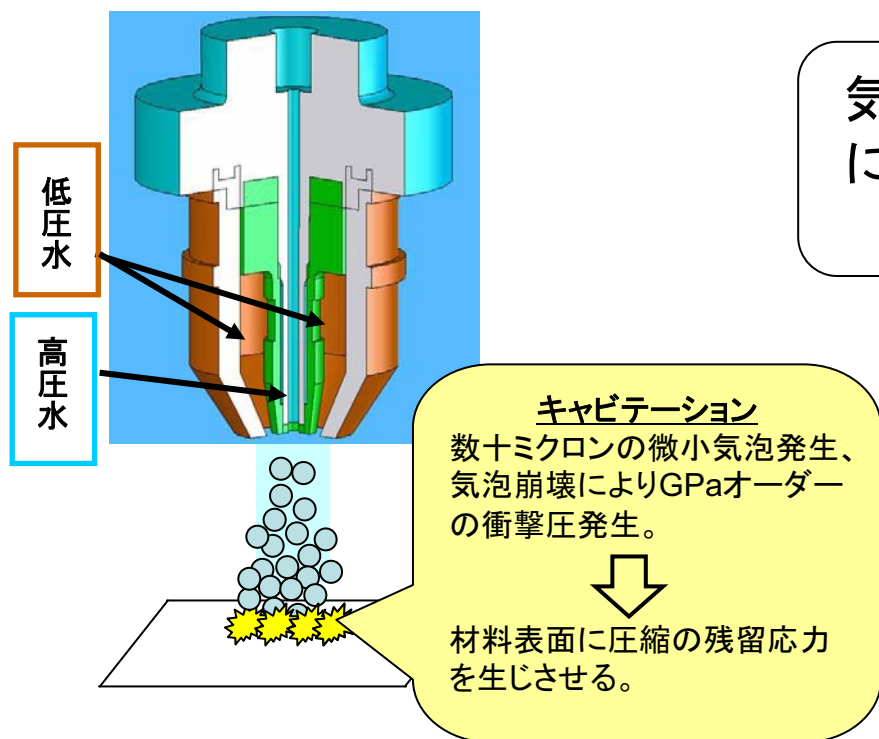 気
に
低圧水
高圧水
キャビテーション
数十ミクロンの微小気泡発生、
気泡崩壊によりGPaオーダー
の衝撃圧発生。
材料表面に圧縮の残留応力
を生じさせる。